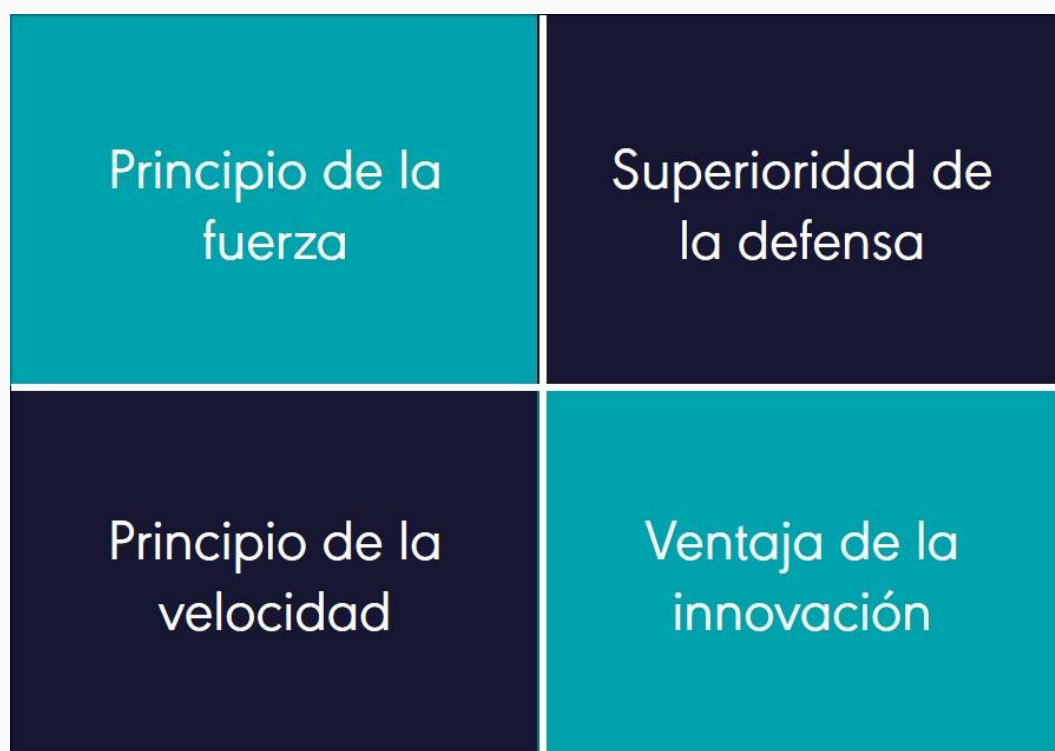 Principio de la
fuerza
Superioridad de
la defensa
Principio de la
velocidad
Ventaja de la
innovación